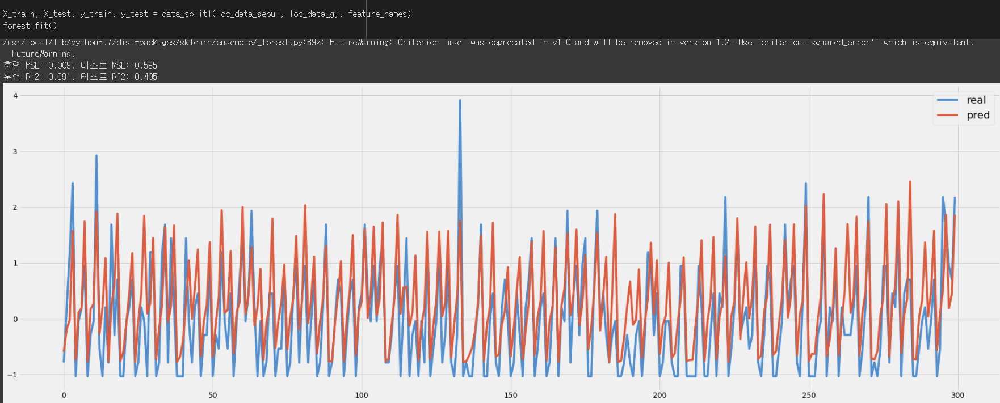 X_train, X_test, y_train, y_test = data_split1(loc_data_seoul, loc_data_gj, feature_names)
forest_fit()
/usr/local/lib/python3.7/dist-packages/sklearn/ensemble/_forest.py:392: FutureWarning: Criterion 'mse' was deprecated in v1.0 and will be removed in version 1.2. Use `criterion='squared_error'` which is equivalent.
FutureWarning,
훈련 MSE: 0.009, 테스트 MSE: 0.595
훈련 R^2: 0.991, 테스트 R^2: 0.405
4
real
pred
3
2
1
0
−1
0 50 100 150 200 250 300